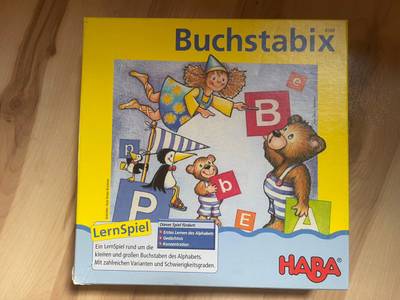 Buchstabix
e
B
p
b
P
E
A
LernSpiel
Ein LernSpiel rund um die
kleinen und großen Buchstaben des Alphabets.
Mit zahlreichen Varianten und Schwierigkeitsgraden.
Dieses Spiel fördert:
Erstes Lernen des Alphabets
Gedächtnis
Konzentration
HABA